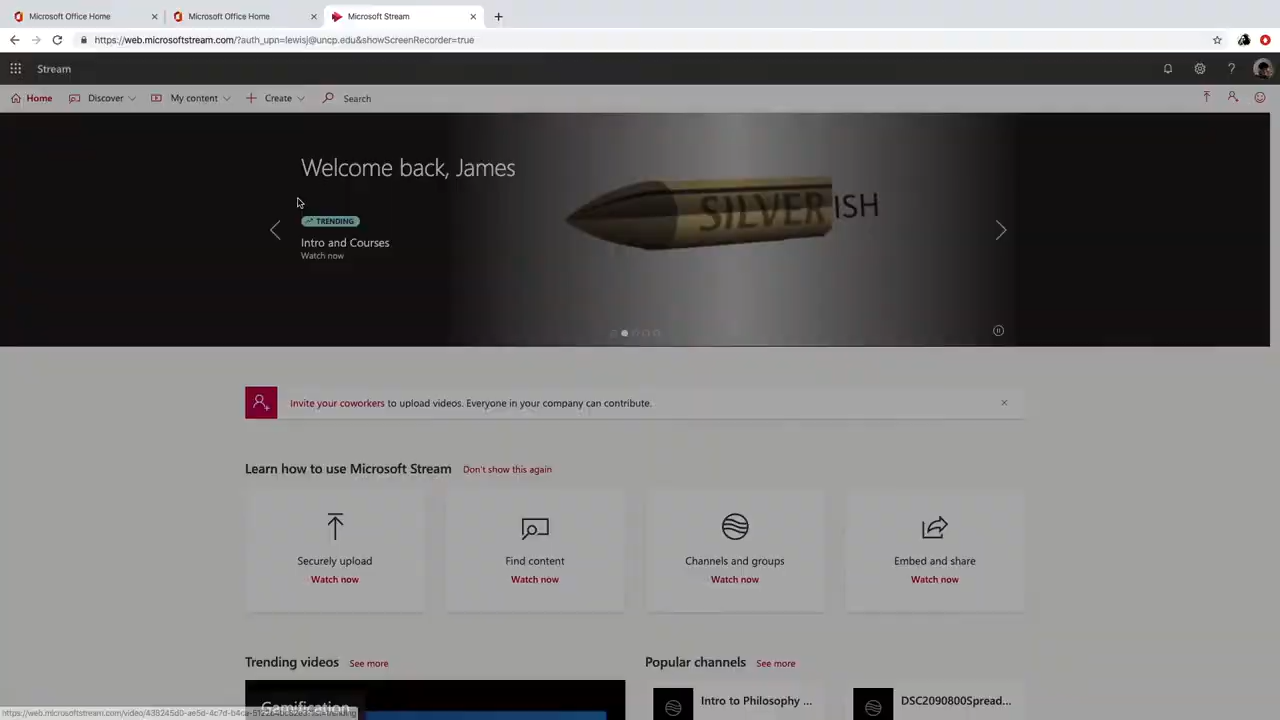 Microsoft Office Home
Microsoft Office Home
Microsoft Stream
https://web.microsoftstream.com/?auth_upn=lewisj@uncp.edu&showScreenRecorder=true
Stream
Home
Discover
My content
Create
Search
Welcome back, James
TRENDING
Intro and Courses
Watch now
SILVER ISH
Invite your coworkers to upload videos. Everyone in your company can contribute.
Learn how to use Microsoft Stream
Don't show this again
Securely upload
Watch now
Find content
Watch now
Channels and groups
Watch now
Embed and share
Watch now
Trending videos
See more
Popular channels
See more
Gamification
Intro to Philosophy ...
DSC2090800Spread...